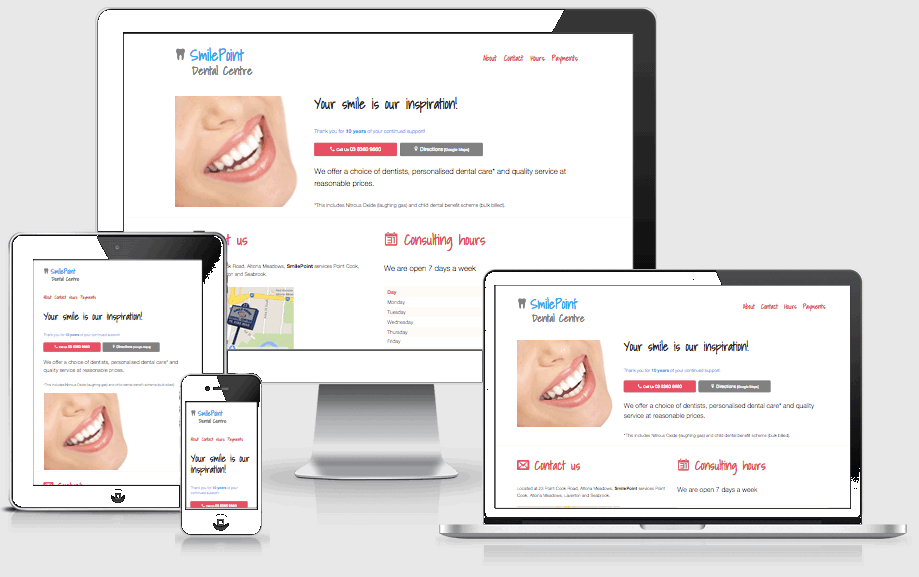 SmilePoint
Dental Centre
About Contact Hours Payments
Your smile is our inspiration!
Thank you for 10 years of your continued support!
Call Us 03 8360 9660 Directions (Google Maps)
We offer a choice of dentists, personalised dental care* and quality service at
reasonable prices.
*This includes Nitrous Oxide (laughing gas) and child dental benefit scheme (bulk billed).
t us
Consulting hours
k Road, Altona Meadows, SmilePoint services Point Cook,
on and Seabrook.
We are open 7 days a week
Day
Monday
Tuesday
Wednesday
Thursday
Friday
SmilePoint
Dental Centre
About Contact Hours Payments
Your smile is our inspiration!
Thank you for 10 years of your continued support!
Call Us 03 8360 9660 Directions (Google Maps)
We offer a choice of dentists, personalised dental care* and
quality service at reasonable prices.
*This includes Nitrous Oxide (laughing gas) and child dental benefit scheme (bulk billed).
SmilePoint
Dental Centre
About Contact Hours Payments
Your smile is our
inspiration!
Thank you for 10 years of your
continued support!
SmilePoint
Dental Centre
About Contact Hours Payments
Your smile is our inspiration!
Thank you for 10 years of your continued support!
Call Us 03 8360 9660 Directions (Google Maps)
We offer a choice of dentists, personalised dental care* and quality
service at reasonable prices.
*This includes Nitrous Oxide (laughing gas) and child dental benefit scheme (bulk billed).
Contact us
Consulting hours
Located at 23 Point Cook Road, Altona Meadows, SmilePoint services Point
Cook, Altona Meadows, Laverton and Seabrook.
We are open 7 days a week